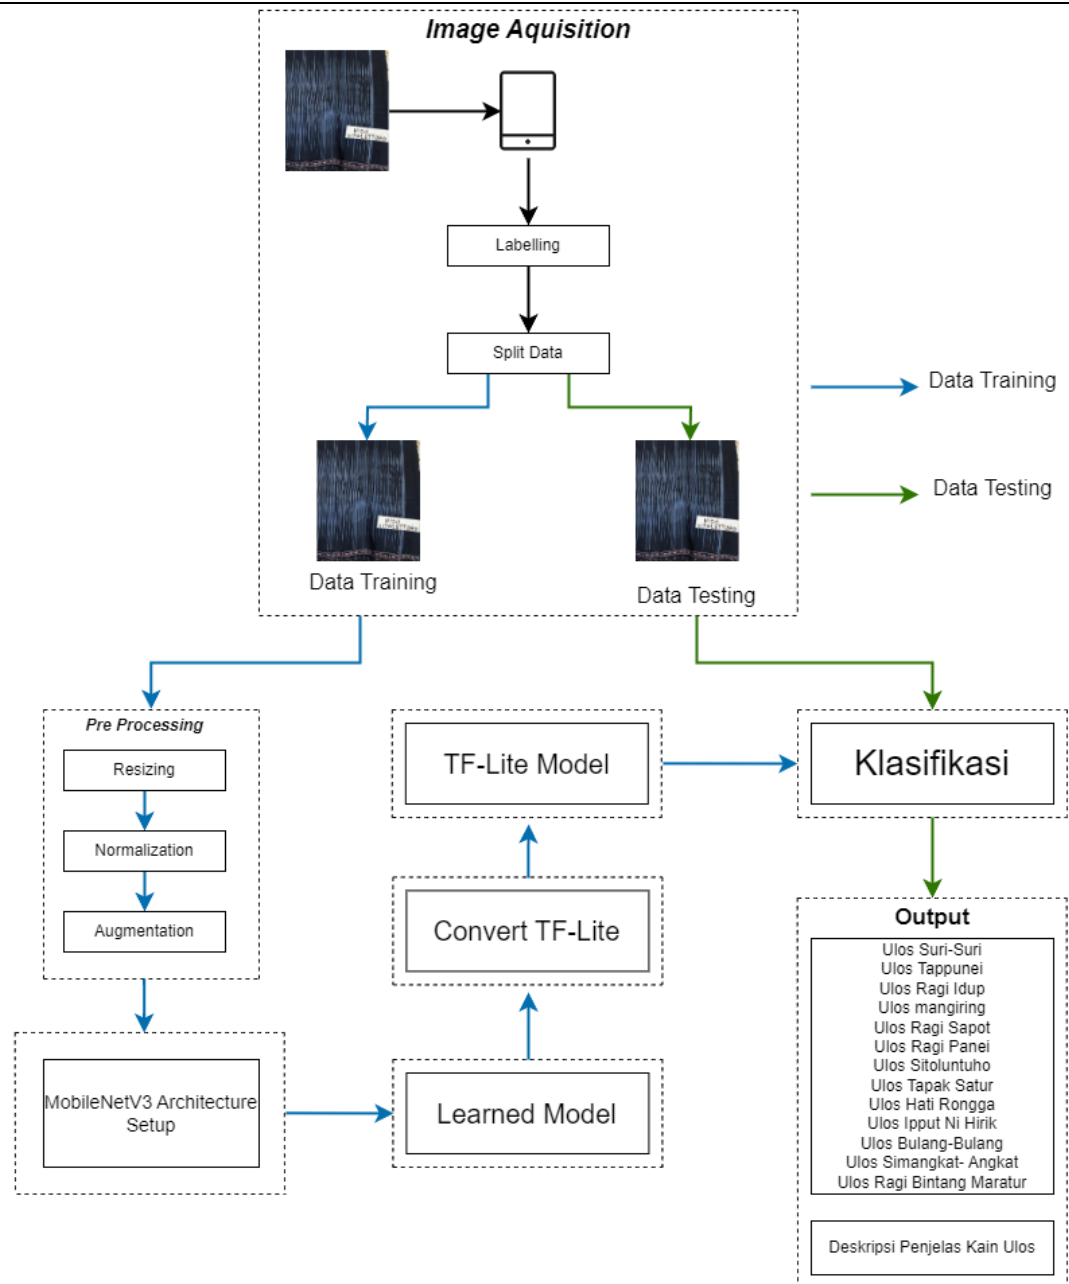 Image Aquisition
Labelling
Split Data
Data Training
Data Testing
Data Training
Data Testing
Pre Processing
Resizing
Normalization
Augmentation
MobileNetV3 Architecture
Setup
Learned Model
Convert TF-Lite
TF-Lite Model
Klasifikasi
Output
Ulos Suri-Suri
Ulos Tappunei
Ulos Ragi Idup
Ulos mangiring
Ulos Ragi Sapot
Ulos Ragi Panei
Ulos Sitoluntuho
Ulos Tapak Satur
Ulos Hati Rongga
Ulos Ipput Ni Hirik
Ulos Bulang-Bulang
Ulos Simangkat- Angkat
Ulos Ragi Bintang Maratur
Deskripsi Penjelas Kain Ulos